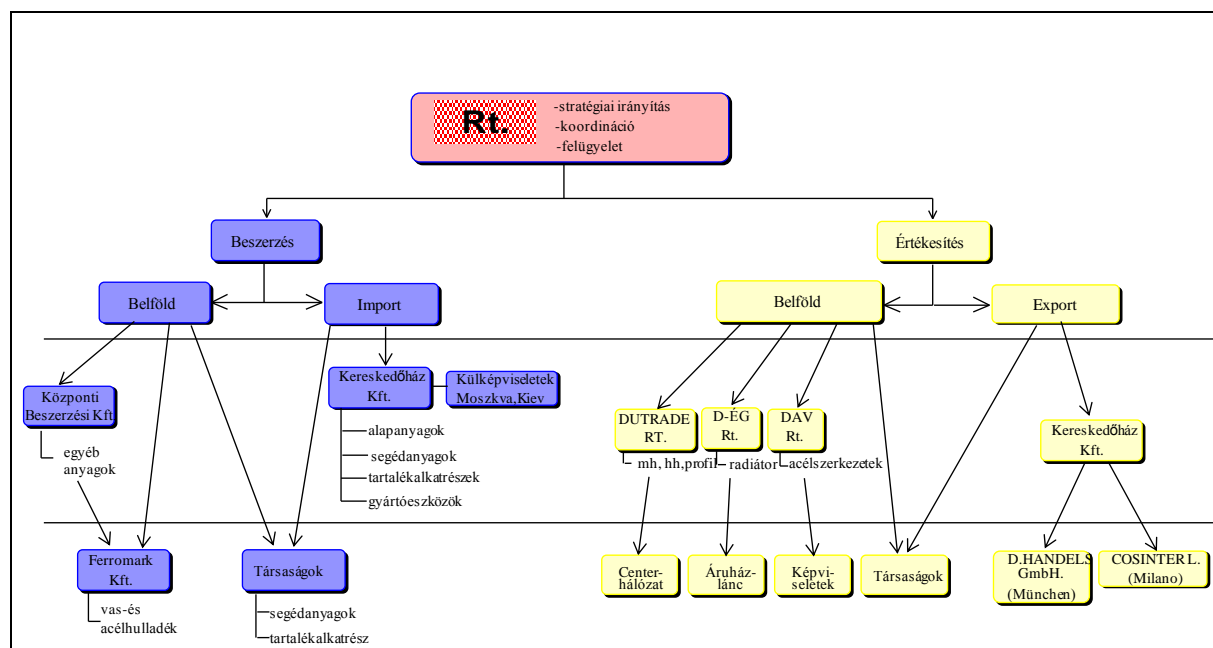 Rt.
-stratégiai irányítás
-koordináció
-felügyelet
Beszerzés
Értékesítés
Belföld
Import
Belföld
Export
Központi
Beszerzési Kft.
egyéb
anyagok
Kereskedőház
Kft.
Külképviseletek
Moszkva,Kiev
alapanyagok
segédanyagok
tartalékalkatrészek
gyártóeszközök
DUTRADE
RT.
mh, hh,profil
D-ÉG
Rt.
radiátor
DAV
Rt.
acélszerkezetek
Kereskedőház
Kft.
Ferromark
Kft.
vas-és
acélhulladék
Társaságok
segédanyagok
tartalékalkatrész
Center-
hálózat
Áruház-
lánc
Képvi-
seletek
Társaságok
D.HANDELS
GmbH.
(München)
COSINTER L.
(Milano)